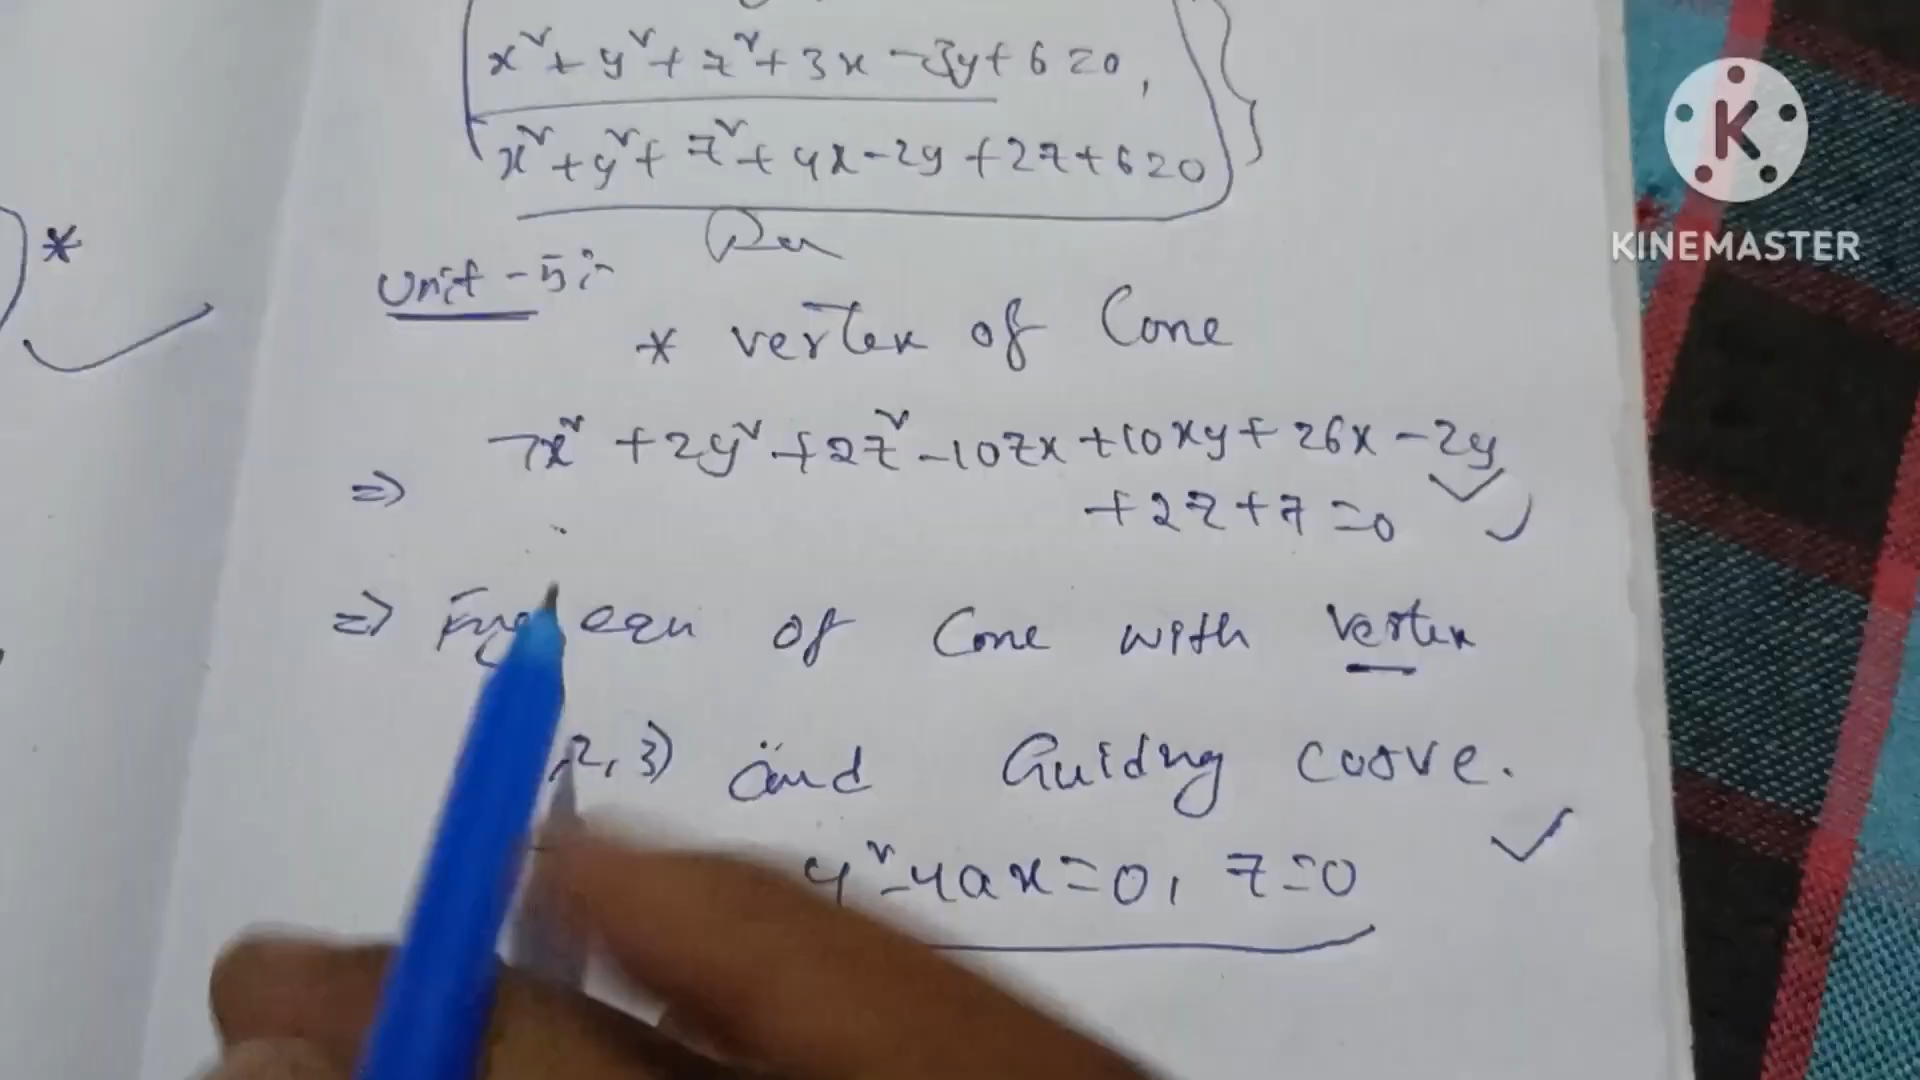 x²+y²+z²+3x-3y+6=0,
x²+y²+z²+4x-2y+2z+6=0
KINEMASTER
*
Unit-5:-
* vertex of Cone
⇒ 7x²+2y²+2z²-10zx+10xy+26x-2y
+2z+7=0
⇒ eqn of Cone with vertex
,2,3) and Guiding curve.
y²-4ax=0, z=0